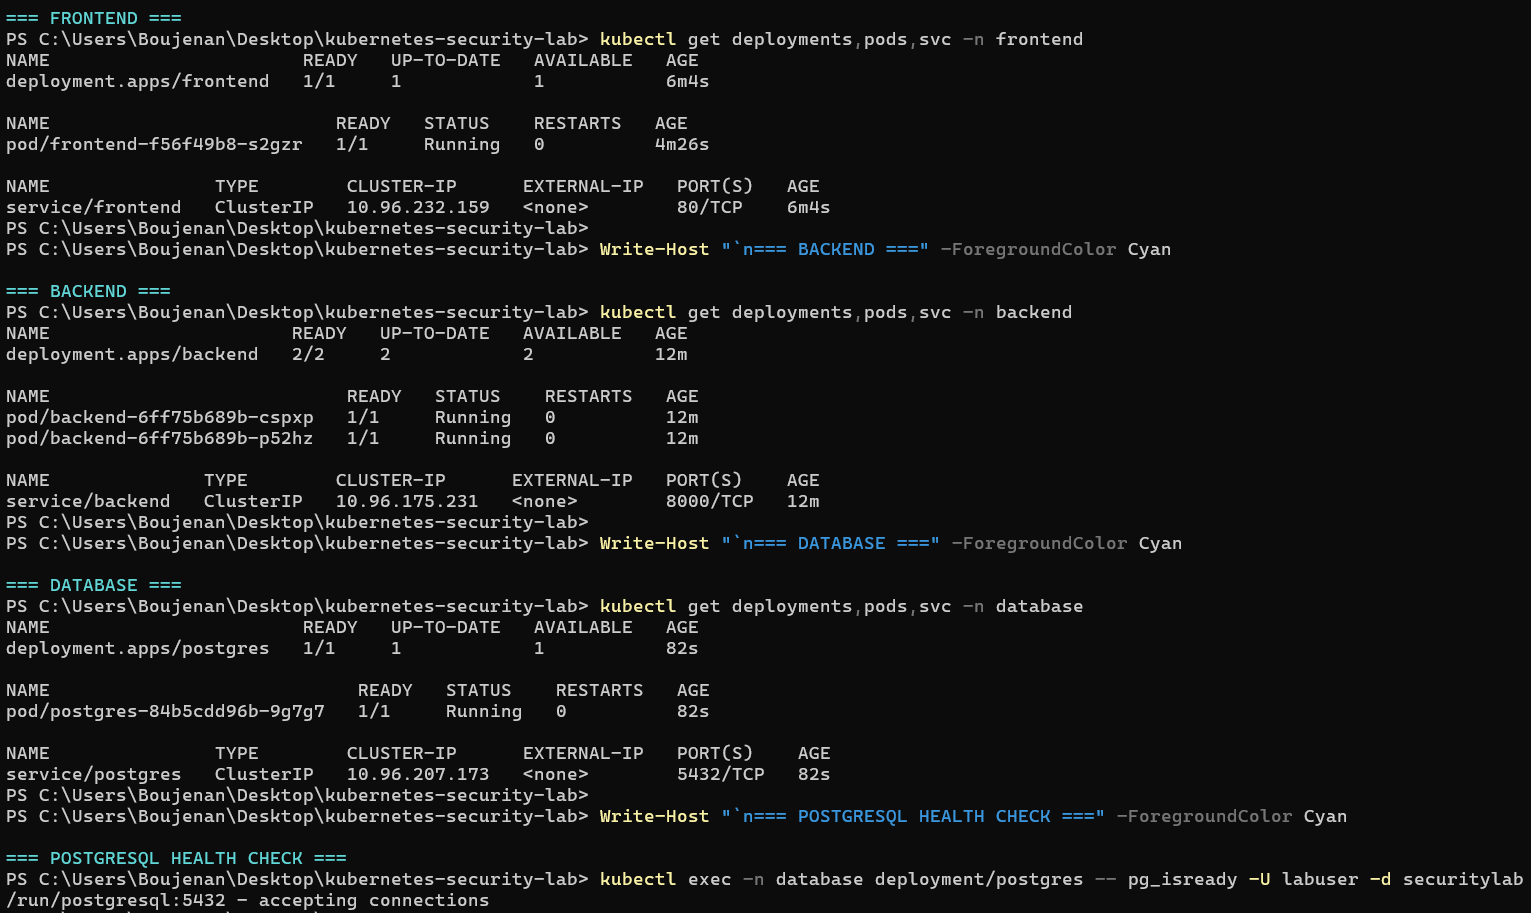 === FRONTEND ===
PS C:\Users\Boujenan\Desktop\kubernetes-security-lab> kubectl get deployments,pods,svc -n frontend
NAME                       READY   UP-TO-DATE   AVAILABLE   AGE
deployment.apps/frontend   1/1     1            1           6m4s

NAME                          READY   STATUS    RESTARTS   AGE
pod/frontend-f56f49b8-s2gzr   1/1     Running   0          4m26s

NAME               TYPE        CLUSTER-IP      EXTERNAL-IP   PORT(S)   AGE
service/frontend   ClusterIP   10.96.232.159   <none>        80/TCP    6m4s
PS C:\Users\Boujenan\Desktop\kubernetes-security-lab>
PS C:\Users\Boujenan\Desktop\kubernetes-security-lab> Write-Host "`n=== BACKEND ===" -ForegroundColor Cyan

=== BACKEND ===
PS C:\Users\Boujenan\Desktop\kubernetes-security-lab> kubectl get deployments,pods,svc -n backend
NAME                      READY   UP-TO-DATE   AVAILABLE   AGE
deployment.apps/backend   2/2     2            2           12m

NAME                           READY   STATUS    RESTARTS   AGE
pod/backend-6ff75b689b-cspxp   1/1     Running   0          12m
pod/backend-6ff75b689b-p52hz   1/1     Running   0          12m

NAME              TYPE        CLUSTER-IP      EXTERNAL-IP   PORT(S)    AGE
service/backend   ClusterIP   10.96.175.231   <none>        8000/TCP   12m
PS C:\Users\Boujenan\Desktop\kubernetes-security-lab>
PS C:\Users\Boujenan\Desktop\kubernetes-security-lab> Write-Host "`n=== DATABASE ===" -ForegroundColor Cyan

=== DATABASE ===
PS C:\Users\Boujenan\Desktop\kubernetes-security-lab> kubectl get deployments,pods,svc -n database
NAME                       READY   UP-TO-DATE   AVAILABLE   AGE
deployment.apps/postgres   1/1     1            1           82s

NAME                            READY   STATUS    RESTARTS   AGE
pod/postgres-84b5cdd96b-9g7g7   1/1     Running   0          82s

NAME               TYPE        CLUSTER-IP      EXTERNAL-IP   PORT(S)    AGE
service/postgres   ClusterIP   10.96.207.173   <none>        5432/TCP   82s
PS C:\Users\Boujenan\Desktop\kubernetes-security-lab>
PS C:\Users\Boujenan\Desktop\kubernetes-security-lab> Write-Host "`n=== POSTGRESQL HEALTH CHECK ===" -ForegroundColor Cyan

=== POSTGRESQL HEALTH CHECK ===
PS C:\Users\Boujenan\Desktop\kubernetes-security-lab> kubectl exec -n database deployment/postgres -- pg_isready -U labuser -d securitylab
/run/postgresql:5432 - accepting connections